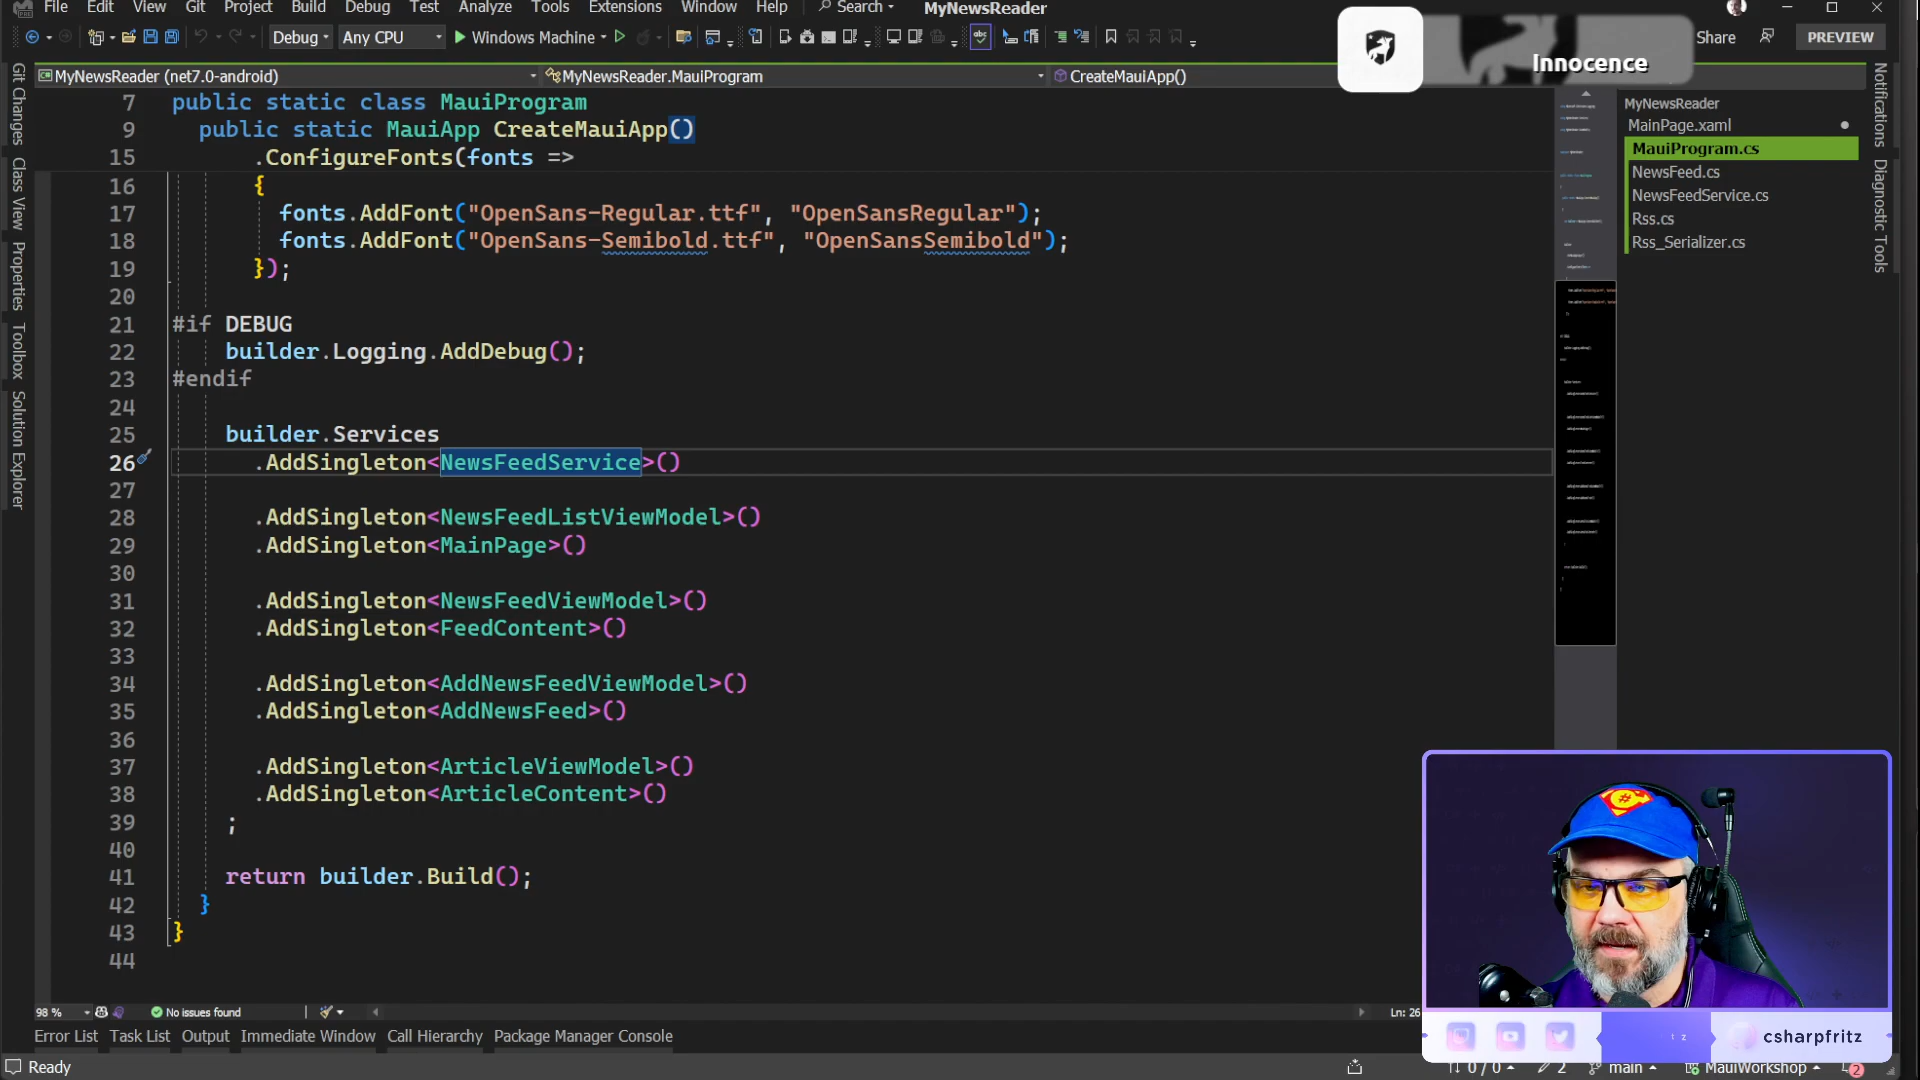 File Edit View Git Project Build Debug Test Analyze Tools Extensions Window Help Search MyNewsReader
Debug Any CPU Windows Machine Share PREVIEW
Innocence
MyNewsReader (net7.0-android) MyNewsReader.MauiProgram CreateMauiApp()
7 public static class MauiProgram
9 public static MauiApp CreateMauiApp()
15 .ConfigureFonts(fonts =>
16 {
17 fonts.AddFont("OpenSans-Regular.ttf", "OpenSansRegular");
18 fonts.AddFont("OpenSans-Semibold.ttf", "OpenSansSemibold");
19 });
20
21 #if DEBUG
22 builder.Logging.AddDebug();
23 #endif
24
25 builder.Services
26 .AddSingleton<NewsFeedService>()
27
28 .AddSingleton<NewsFeedListViewModel>()
29 .AddSingleton<MainPage>()
30
31 .AddSingleton<NewsFeedViewModel>()
32 .AddSingleton<FeedContent>()
33
34 .AddSingleton<AddNewsFeedViewModel>()
35 .AddSingleton<AddNewsFeed>()
36
37 .AddSingleton<ArticleViewModel>()
38 .AddSingleton<ArticleContent>()
39 ;
40
41 return builder.Build();
42 }
43 }
44
Git Changes
Class View
Properties
Toolbox
Solution Explorer
MyNewsReader
MainPage.xaml
MauiProgram.cs
NewsFeed.cs
NewsFeedService.cs
Rss.cs
Rss_Serializer.cs
Notifications
Diagnostic Tools
98 % No issues found Ln: 26
Error List Task List Output Immediate Window Call Hierarchy Package Manager Console
csharpfritz
Ready 0 / 0 2 main MauiWorkshop 2